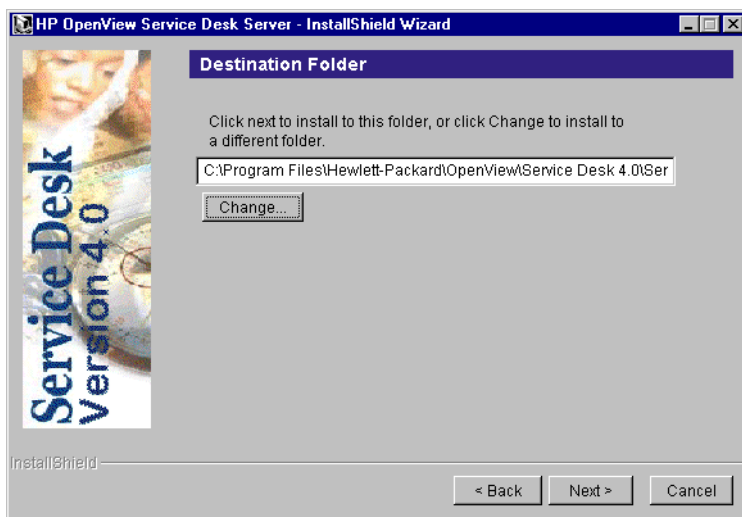 HP OpenView Service Desk Server - InstallShield Wizard
Destination Folder
Click next to install to this folder, or click Change to install to
a different folder.
C:\Program Files\Hewlett-Packard\OpenView\Service Desk 4.0\Ser
Change...
Service Desk
Version 4.0
InstallShield
< Back
Next >
Cancel